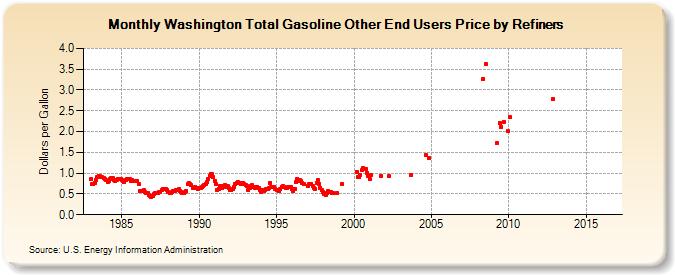 Monthly Washington Total Gasoline Other End Users Price by Refiners
Dollars per Gallon
4.0
3.5
3.0
2.5
2.0
1.5
1.0
0.5
0.0
1985 1990 1995 2000 2005 2010 2015
Source: U.S. Energy Information Administration